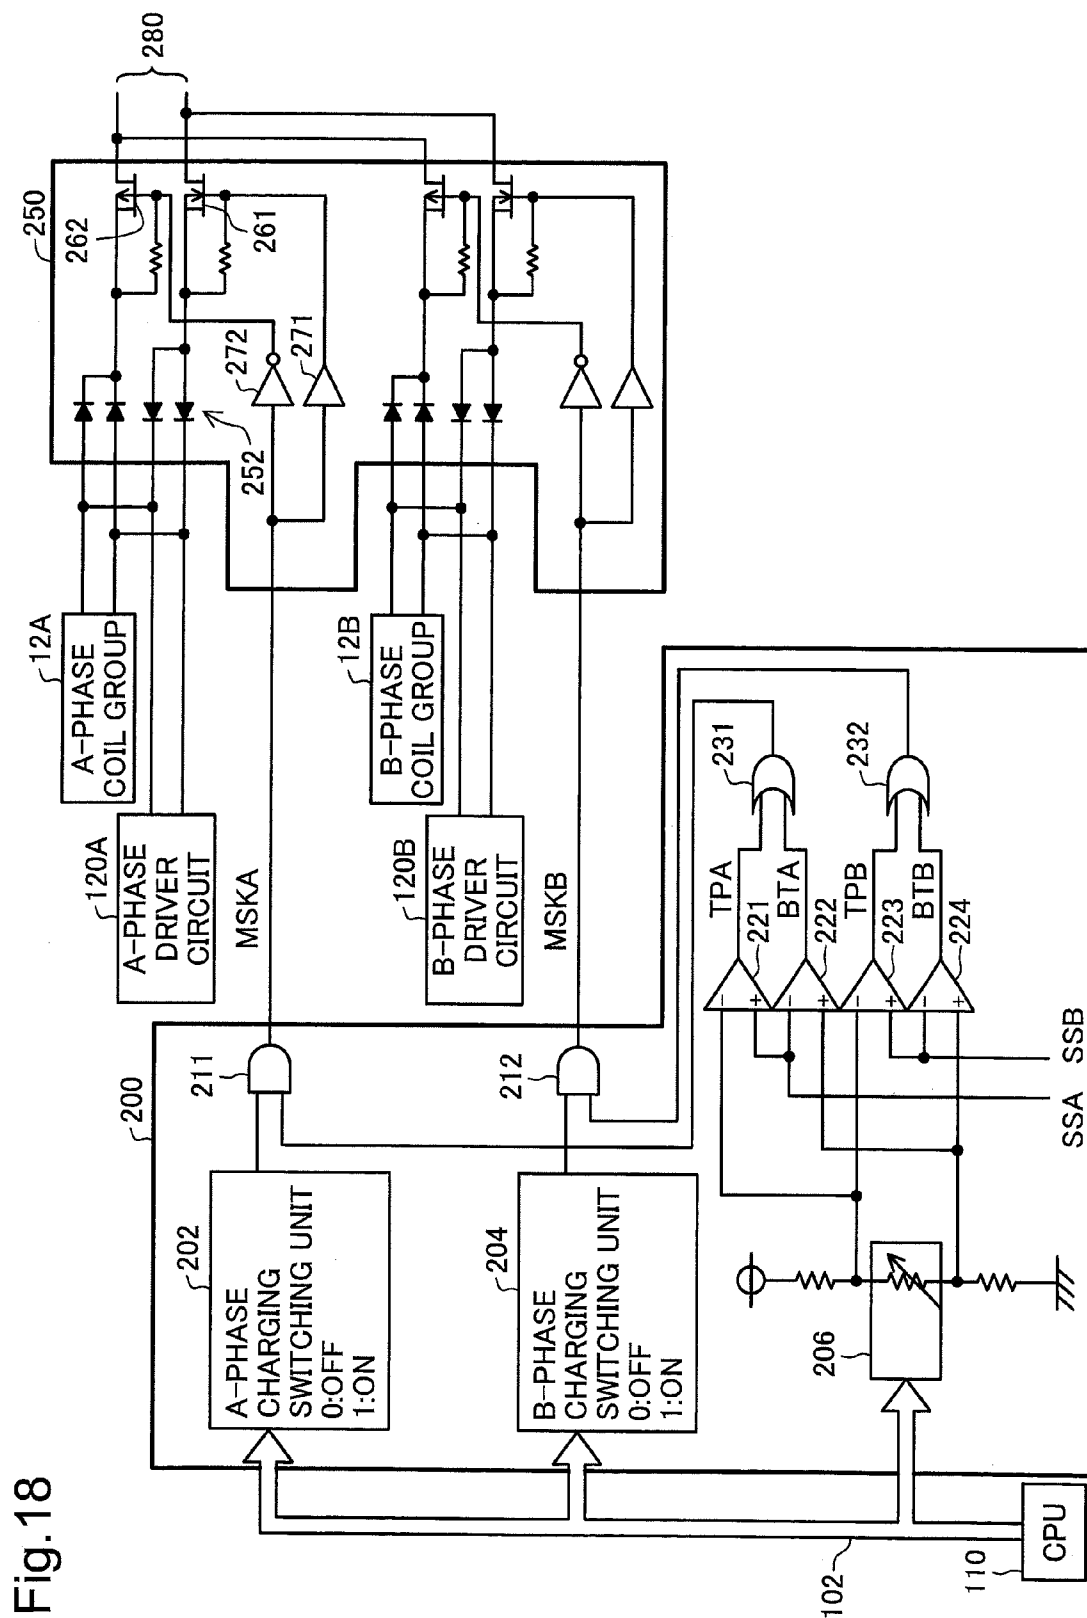 Fig.18
280
250
262
261
252
272
271
12A
A-PHASE
COIL GROUP
120A
A-PHASE
DRIVER
CIRCUIT
MSKA
12B
B-PHASE
COIL GROUP
120B
B-PHASE
DRIVER
CIRCUIT
MSKB
200
211
212
202
A-PHASE
CHARGING
SWITCHING UNIT
0:OFF
1:ON
204
B-PHASE
CHARGING
SWITCHING UNIT
0:OFF
1:ON
231
232
TPA
221
BTA
222
TPB
223
BTB
224
- + - + - + - +
206
SSA
SSB
102
110
CPU